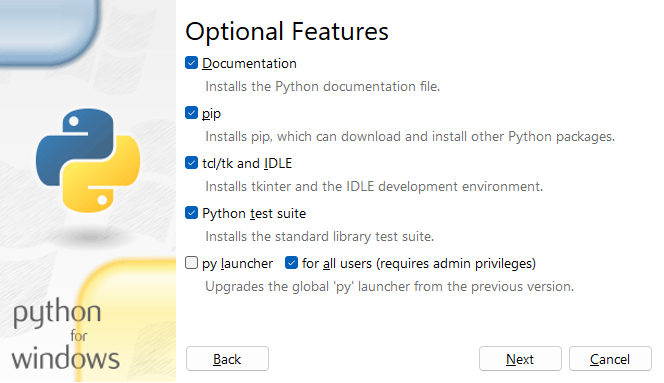 Optional Features
Documentation
Installs the Python documentation file.
pip
Installs pip, which can download and install other Python packages.
tcl/tk and IDLE
Installs tkinter and the IDLE development environment.
Python test suite
Installs the standard library test suite.
py launcher for all users (requires admin privileges)
Upgrades the global 'py' launcher from the previous version.
python
for
windows
Back Next Cancel